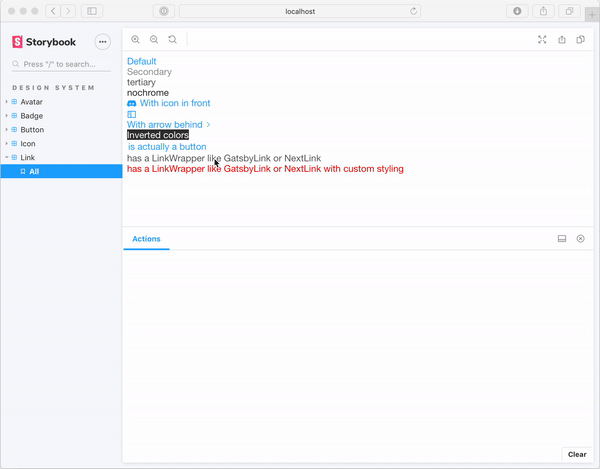 localhost
Storybook
Press "/" to search...
DESIGN SYSTEM
Avatar
Badge
Button
Icon
Link
All
Default
Secondary
tertiary
nochrome
With icon in front
With arrow behind
Inverted colors
is actually a button
has a LinkWrapper like GatsbyLink or NextLink
has a LinkWrapper like GatsbyLink or NextLink with custom styling
Actions
Clear